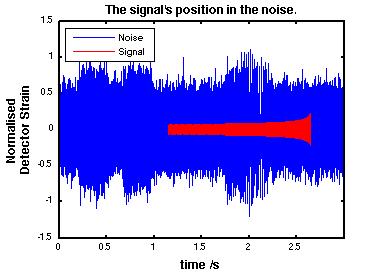 The signal's position in the noise.
1.5
1
0.5
0
-0.5
-1
-1.5
Normalised
Detector Strain
Noise
Signal
0 0.5 1 1.5 2 2.5
time /s